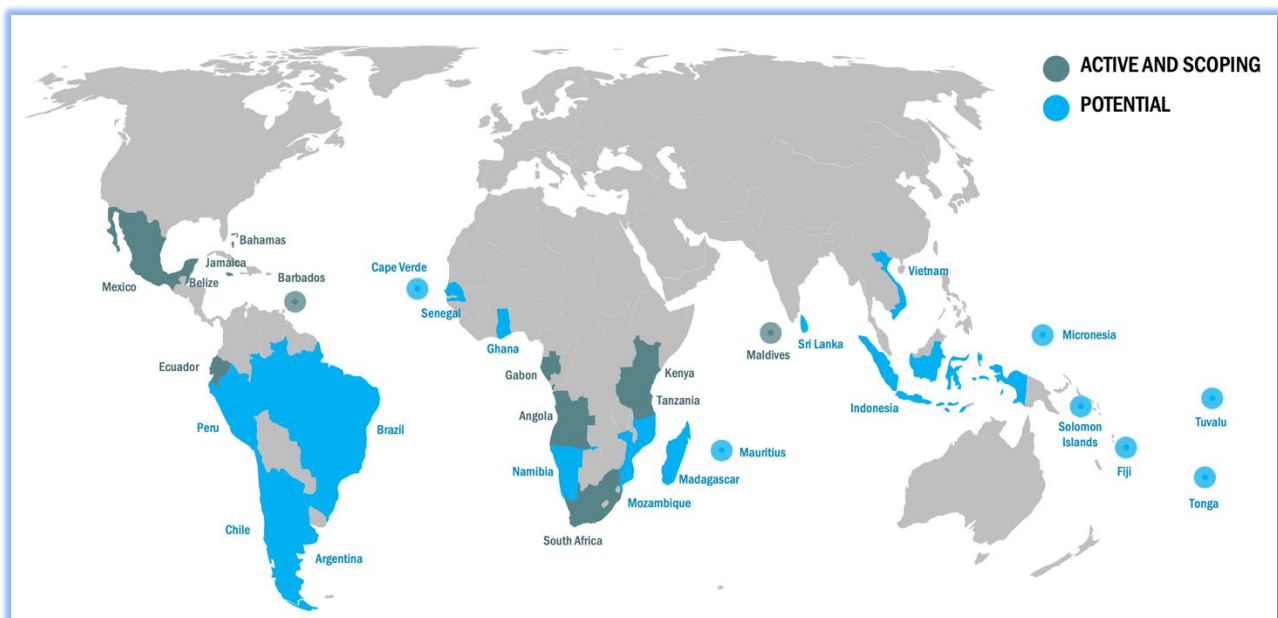 ACTIVE AND SCOPING
POTENTIAL
Bahamas
Jamaica
Barbados
Mexico
Belize
Cape Verde
Senegal
Ghana
Vietnam
Micronesia
Maldives
Sri Lanka
Ecuador
Gabon
Kenya
Tanzania
Angola
Indonesia
Solomon
Islands
Tuvalu
Peru
Brazil
Namibia
Mauritius
Madagascar
Mozambique
Fiji
Tonga
Chile
Argentina
South Africa